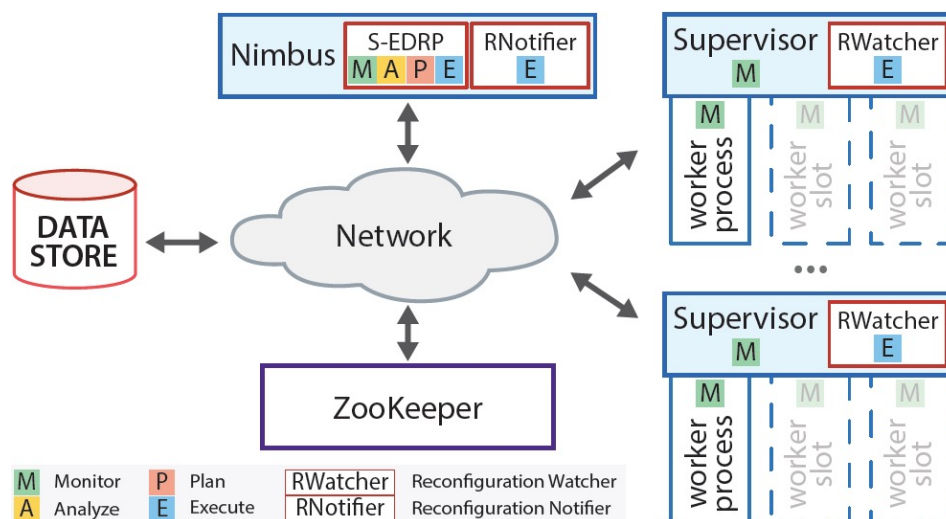 Nimbus
S-EDRP
M A P E
RNotifier
E
Supervisor
M
RWatcher
E
M
worker
process
M
worker
slot
M
worker
slot
DATA
STORE
Network
...
Supervisor
M
RWatcher
E
M
worker
process
M
worker
slot
M
worker
slot
ZooKeeper
M Monitor P Plan RWatcher Reconfiguration Watcher
A Analyze E Execute RNotifier Reconfiguration Notifier